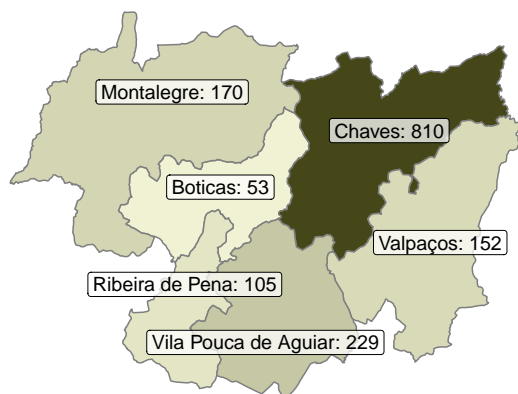 Montalegre: 170
Chaves: 810
Boticas: 53
Valpaços: 152
Ribeira de Pena: 105
Vila Pouca de Aguiar: 229